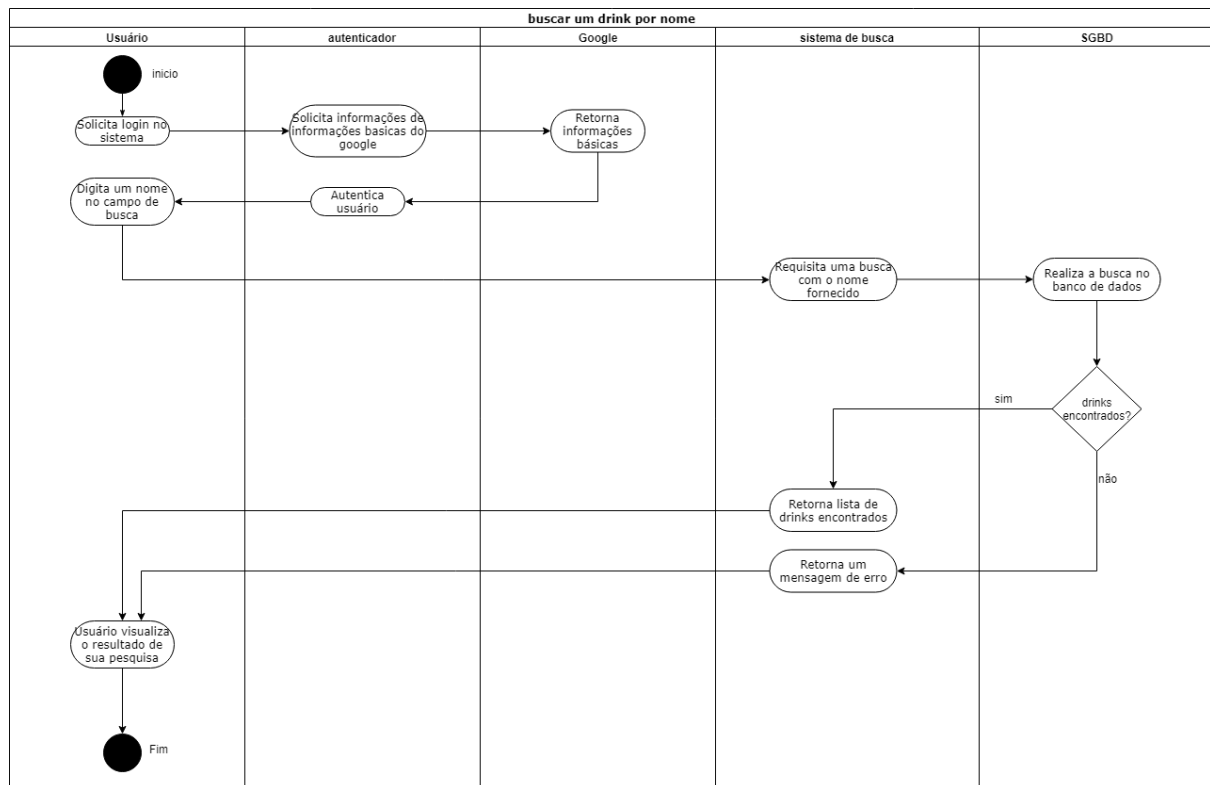 buscar um drink por nome
Usuário
autenticador
Google
sistema de busca
SGBD
inicio
Solicita login no
sistema
Solicita informações de
informações basicas do
google
Retorna
informações
básicas
Digita um nome
no campo de
busca
Autentica
usuário
Requisita uma busca
com o nome
fornecido
Realiza a busca no
banco de dados
drinks
encontrados?
sim
não
Retorna lista de
drinks encontrados
Retorna um
mensagem de erro
Usuário visualiza
o resultado de
sua pesquisa
Fim